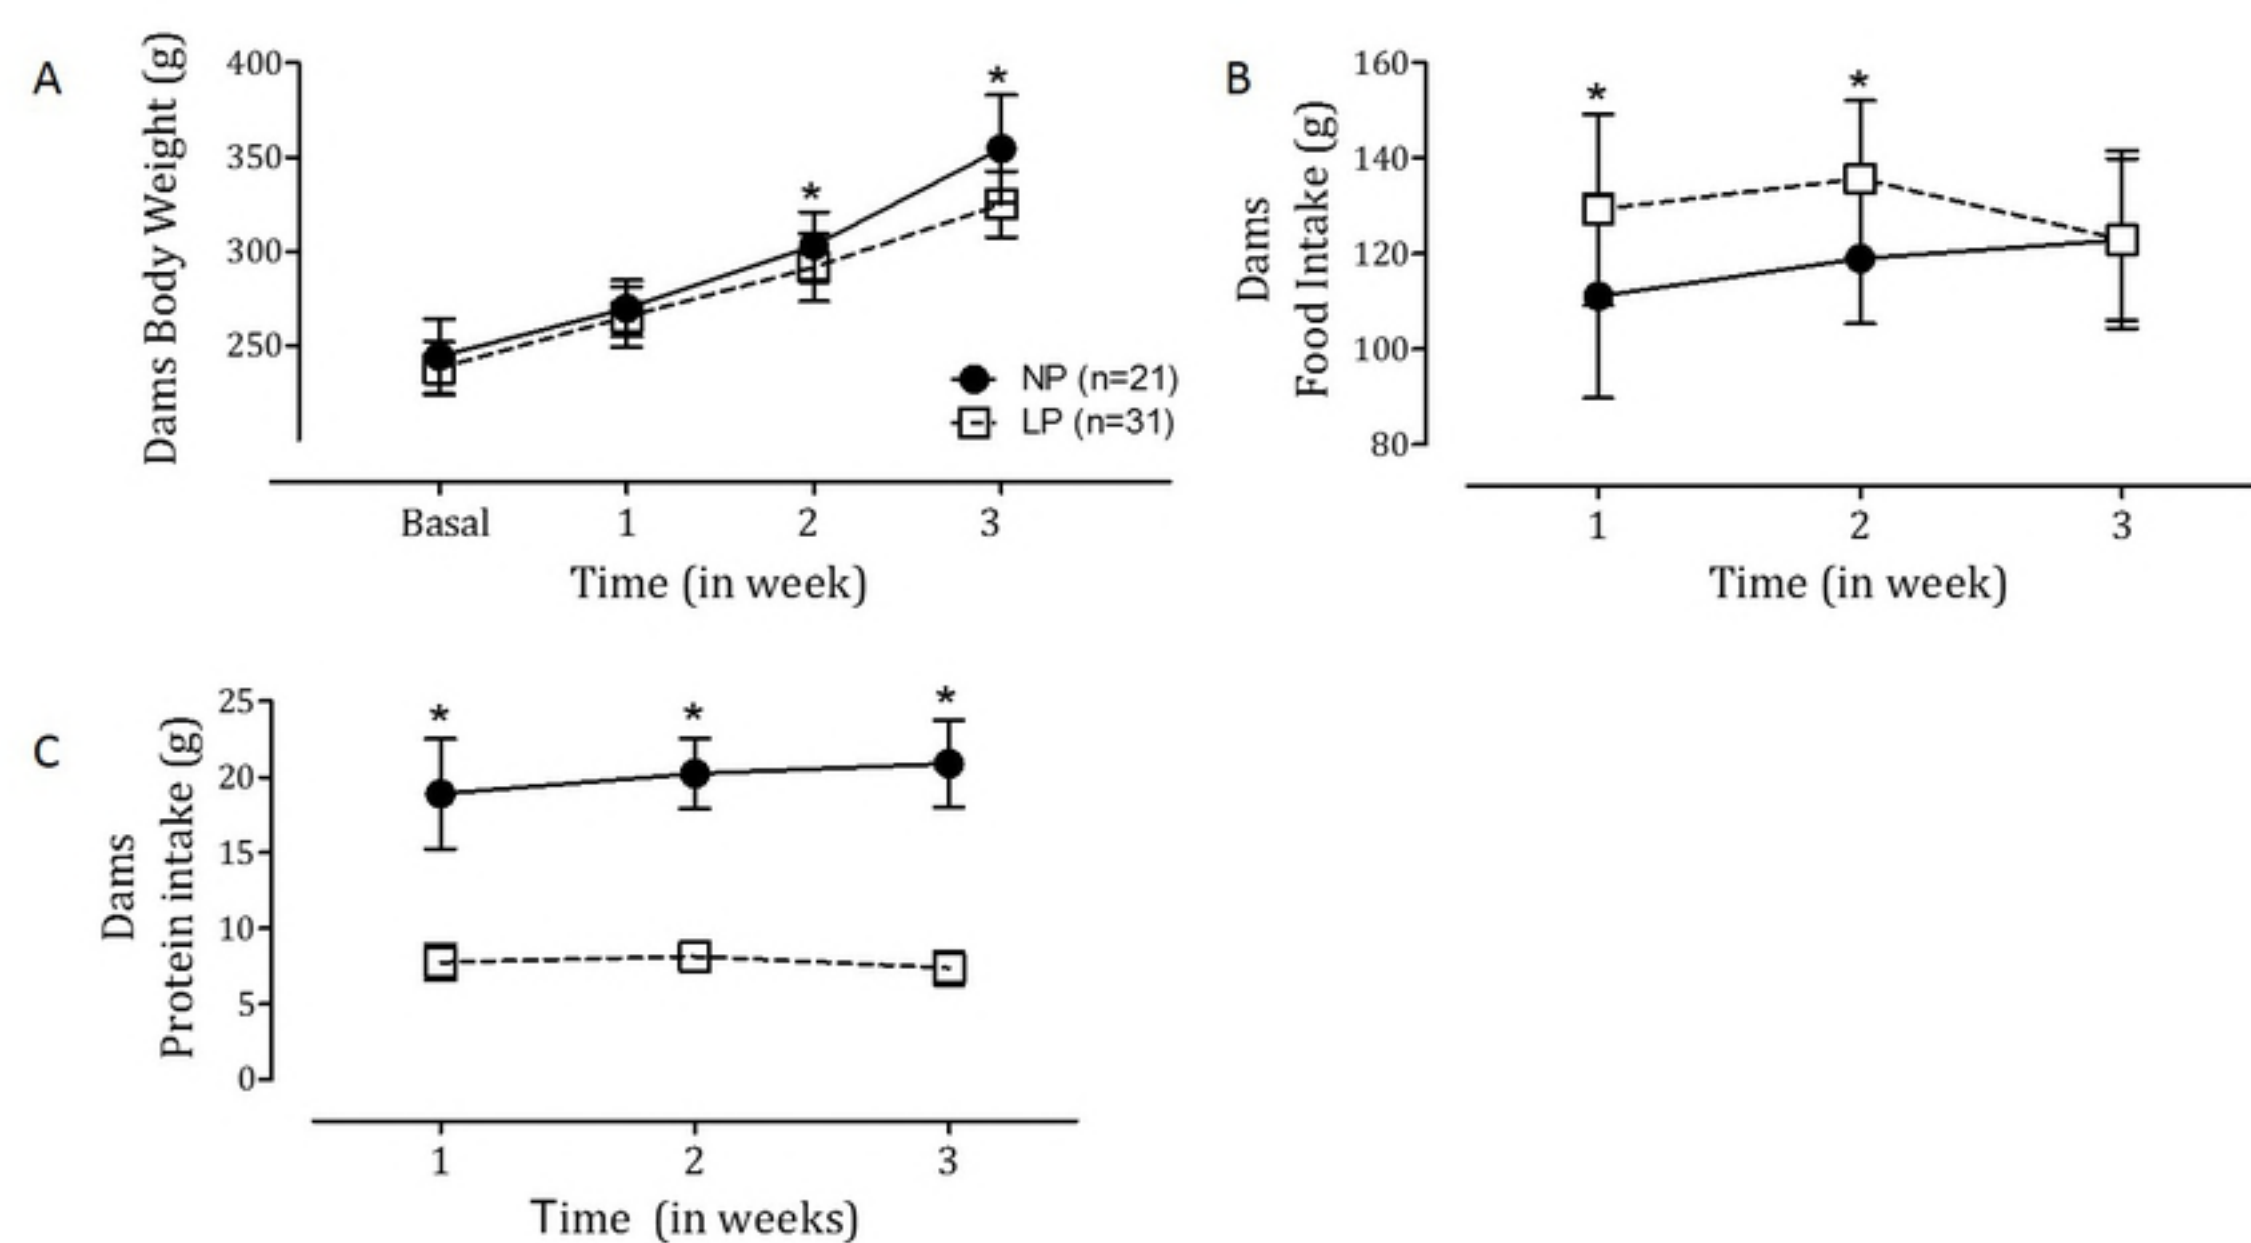 A
Dams Body Weight (g)
400
350
300
250
*
*
NP (n=21)
LP (n=31)
Basal 1 2 3
Time (in week)
B
Dams
Food Intake (g)
160
140
120
100
80
*
*
1 2 3
Time (in week)
C
Dams
Protein intake (g)
25
20
15
10
5
0
*
*
*
1 2 3
Time (in weeks)